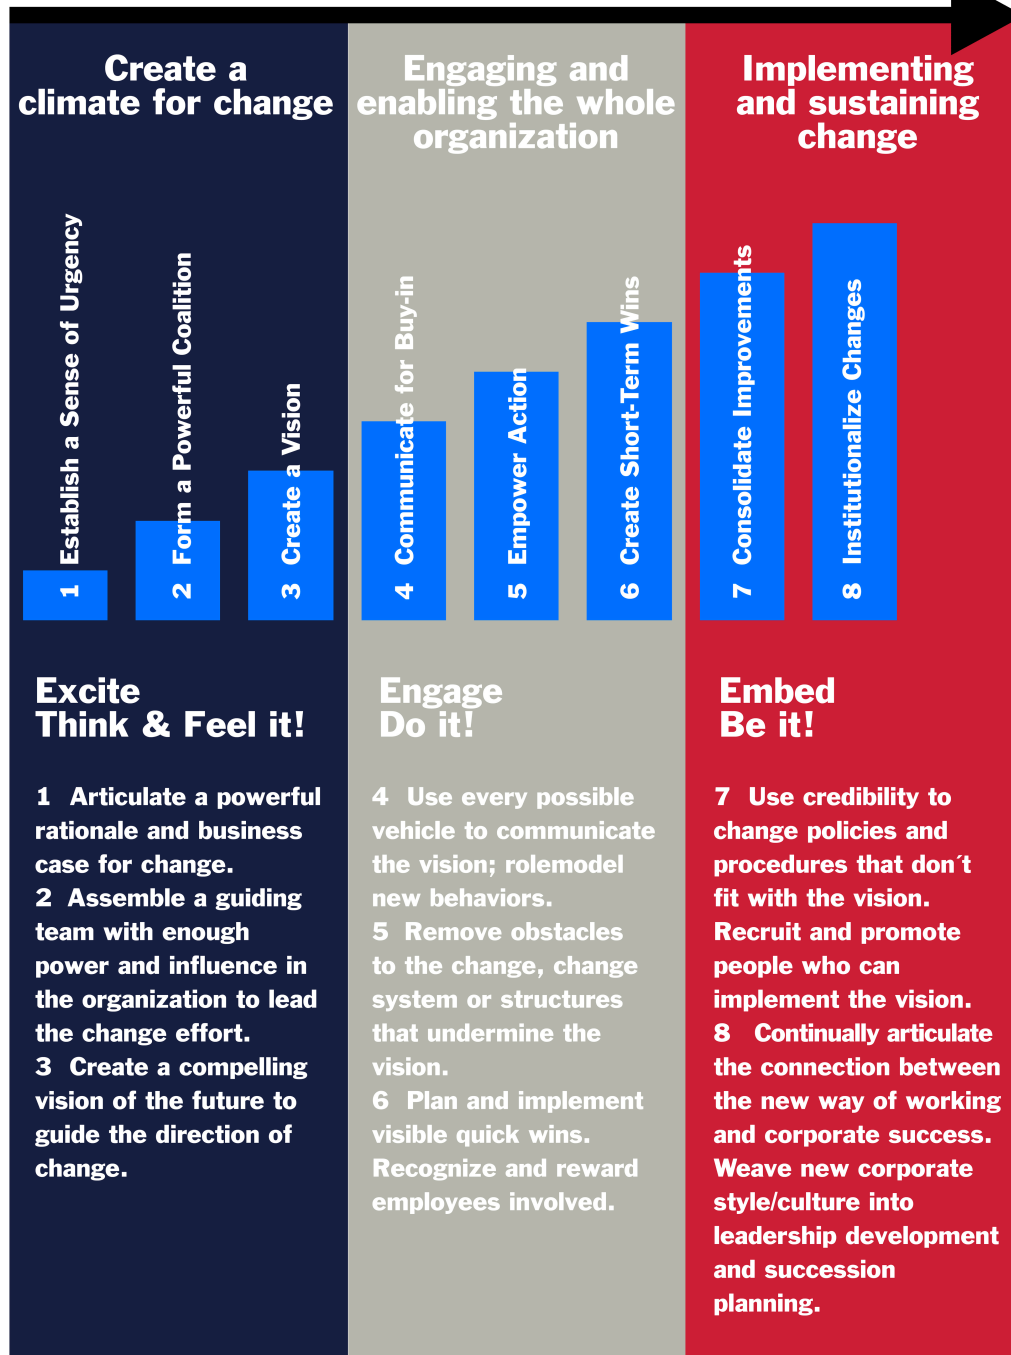 Create a
climate for change
Engaging and
enabling the whole
organization
Implementing
and sustaining
change
1 Establish a Sense of Urgency
2 Form a Powerful Coalition
3 Create a Vision
4 Communicate for Buy-in
5 Empower Action
6 Create Short-Term Wins
7 Consolidate Improvements
8 Institutionalize Changes
Excite
Think & Feel it!
1 Articulate a powerful
rationale and business
case for change.
2 Assemble a guiding
team with enough
power and influence in
the organization to lead
the change effort.
3 Create a compelling
vision of the future to
guide the direction of
change.
Engage
Do it!
4 Use every possible
vehicle to communicate
the vision; rolemodel
new behaviors.
5 Remove obstacles
to the change, change
system or structures
that undermine the
vision.
6 Plan and implement
visible quick wins.
Recognize and reward
employees involved.
Embed
Be it!
7 Use credibility to
change policies and
procedures that don´t
fit with the vision.
Recruit and promote
people who can
implement the vision.
8 Continually articulate
the connection between
the new way of working
and corporate success.
Weave new corporate
style/culture into
leadership development
and succession
planning.